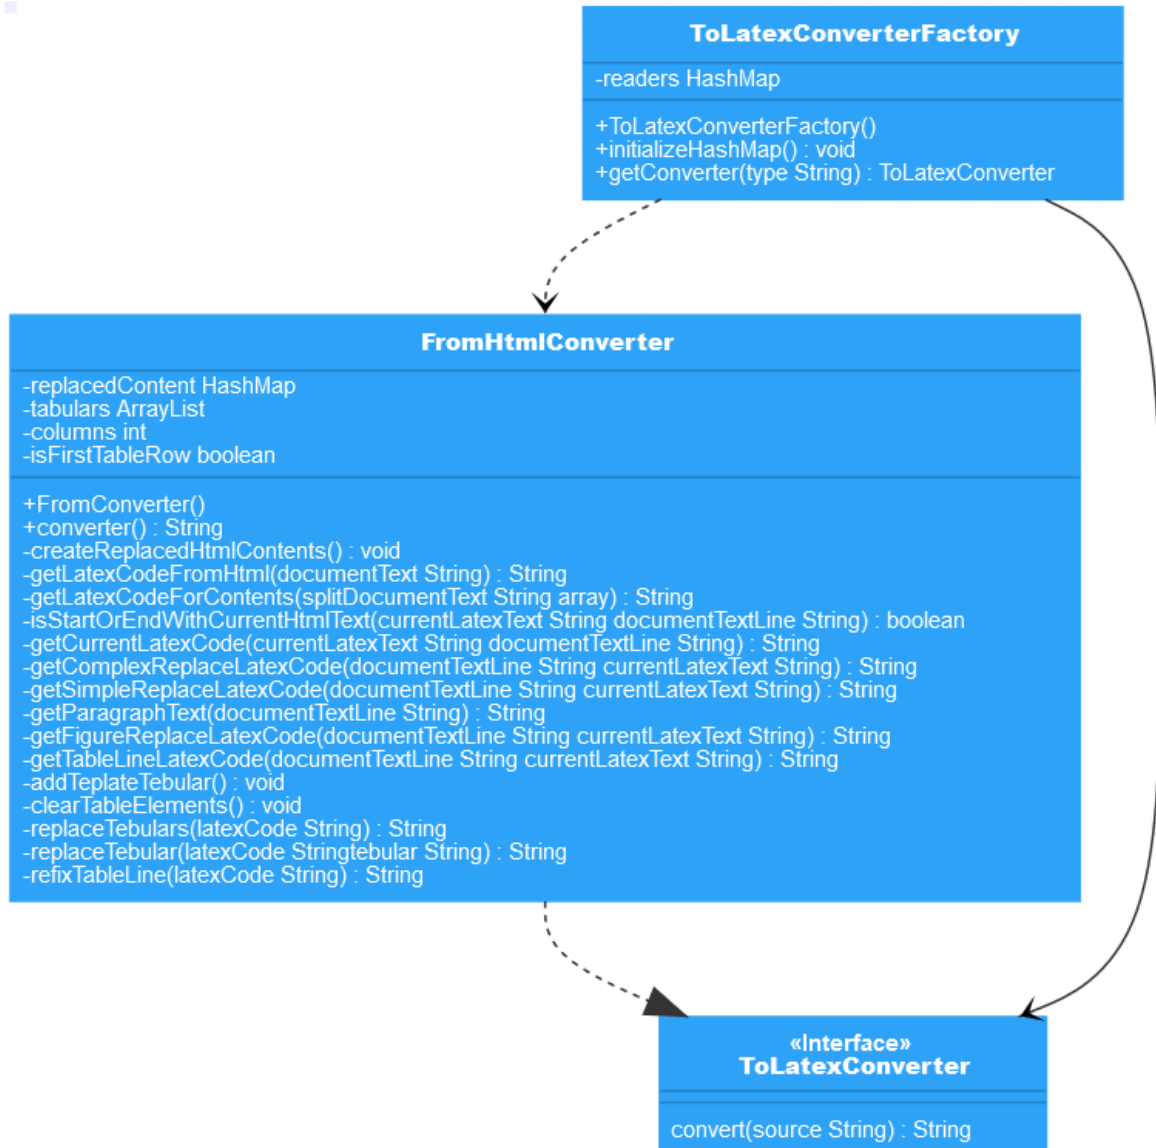 ToLatexConverterFactory
-readers HashMap
+ToLatexConverterFactory()
+initializeHashMap() : void
+getConverter(type String) : ToLatexConverter
FromHtmlConverter
-replacedContent HashMap
-tabulars ArrayList
-columns int
-isFirstTableRow boolean
+FromConverter()
+converter() : String
-createReplacedHtmlContents() : void
-getLatexCodeFromHtml(documentText String) : String
-getLatexCodeForContents(splitDocumentText String array) : String
-isStartOrEndWithCurrentHtmlText(currentLatexText String documentTextLine String) : boolean
-getCurrentLatexCode(currentLatexText String documentTextLine String) : String
-getComplexReplaceLatexCode(documentTextLine String currentLatexText String) : String
-getSimpleReplaceLatexCode(documentTextLine String currentLatexText String) : String
-getParagraphText(documentTextLine String) : String
-getFigureReplaceLatexCode(documentTextLine String currentLatexText String) : String
-getTableLineLatexCode(documentTextLine String currentLatexText String) : String
-addTeplateTebular() : void
-clearTableElements() : void
-replaceTebulars(latexCode String) : String
-replaceTebular(latexCode Stringtebular String) : String
-refixTableLine(latexCode String) : String
«Interface»
ToLatexConverter
convert(source String) : String